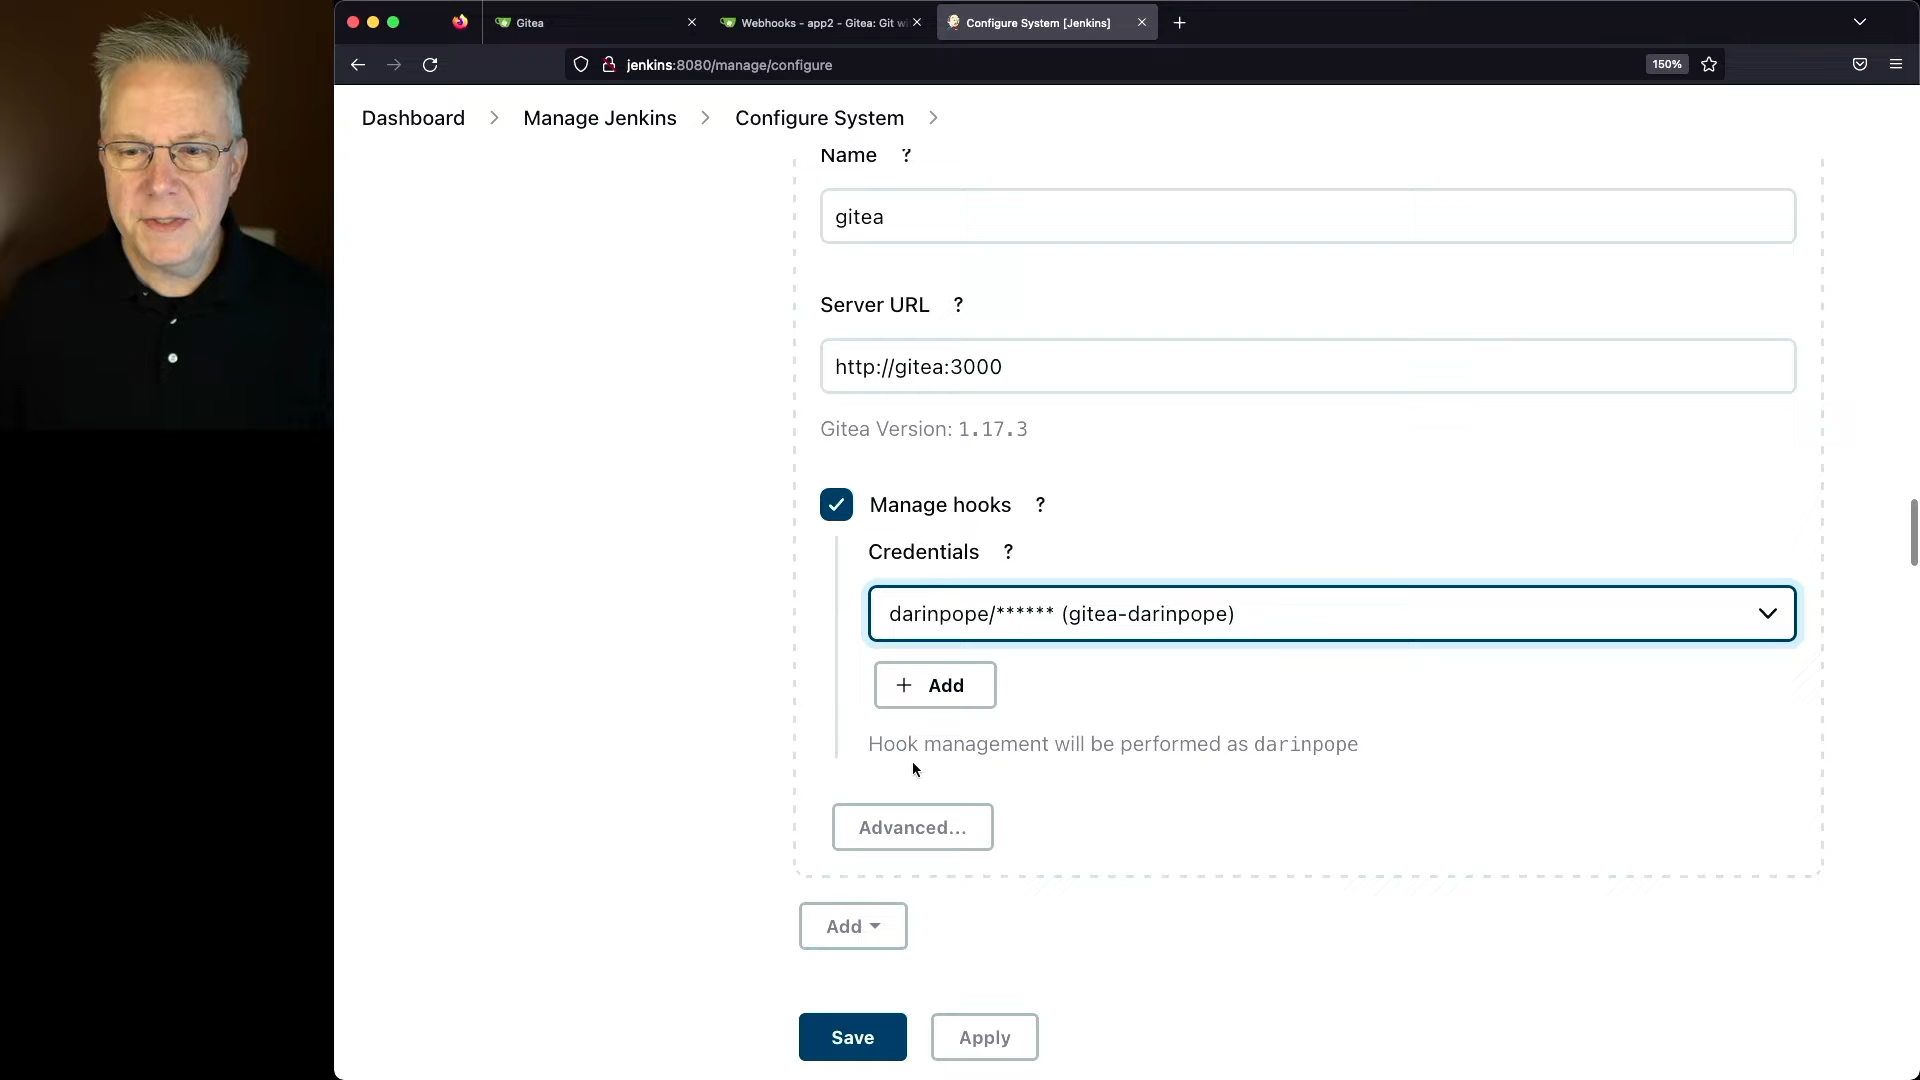 Gitea
Webhooks - app2 - Gitea: Git wi
Configure System [Jenkins]
jenkins:8080/manage/configure
150%
Dashboard > Manage Jenkins > Configure System >
Name ?
gitea
Server URL ?
http://gitea:3000
Gitea Version: 1.17.3
Manage hooks ?
Credentials ?
darinpope/****** (gitea-darinpope)
+ Add
Hook management will be performed as darinpope
Advanced...
Add
Save
Apply